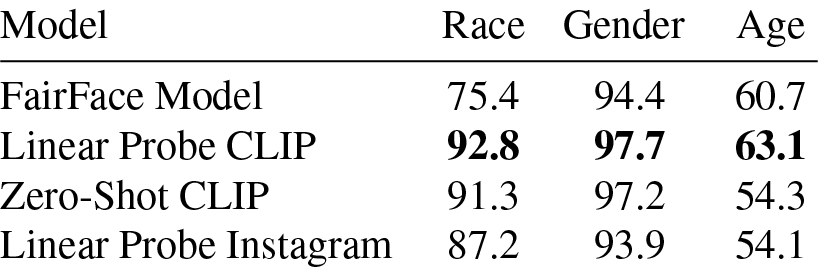 Model Race Gender Age
FairFace Model 75.4 94.4 60.7
Linear Probe CLIP 92.8 97.7 63.1
Zero-Shot CLIP 91.3 97.2 54.3
Linear Probe Instagram 87.2 93.9 54.1